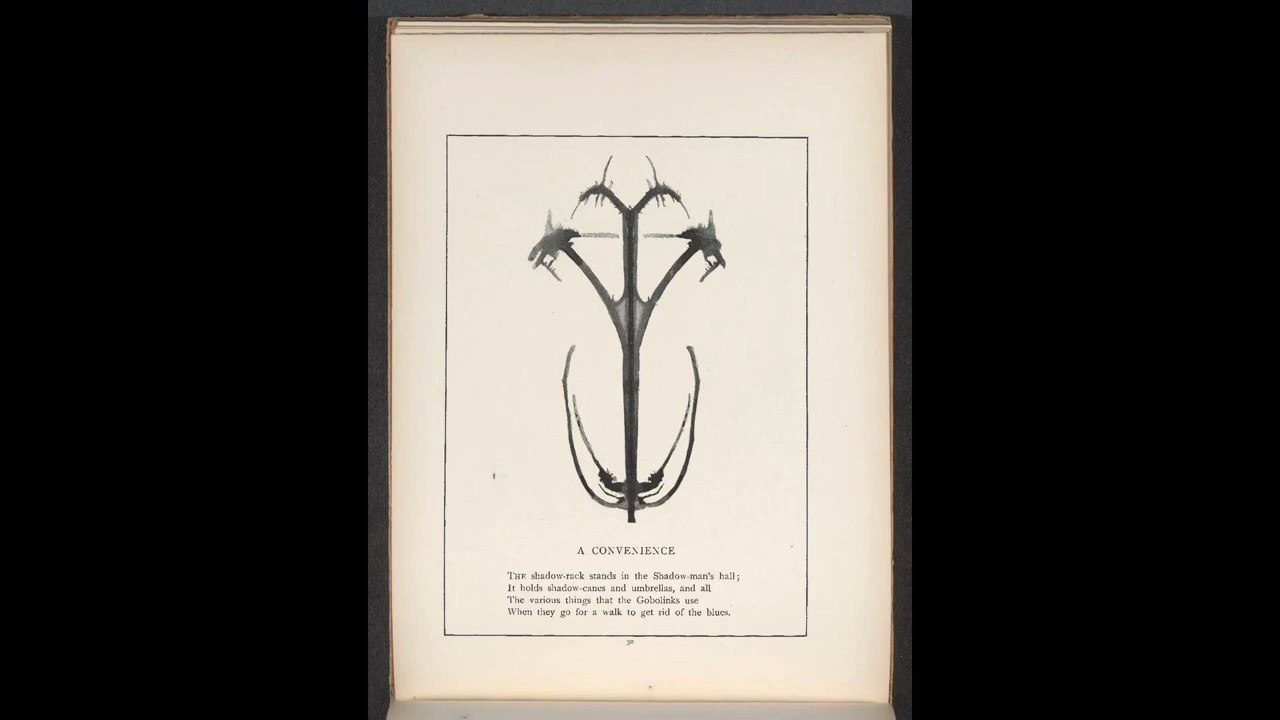 A CONVENIENCE
THE shadow-rack stands in the Shadow-man's hall;
It holds shadow-canes and umbrellas, and all
The various things that the Gobolinks use
When they go for a walk to get rid of the blues.
32